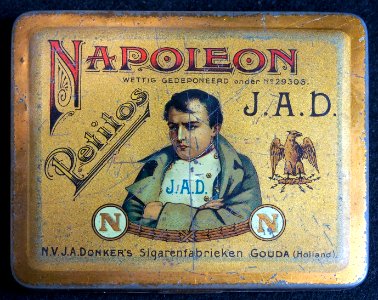 NAPOLEON
WETTIG GEDEPONEERD onder No 29305.
Petitos
J.A.D.
J.A.D.
N
N
N.V. J.A. DONKER'S Sigarenfabrieken GOUDA (Holland)